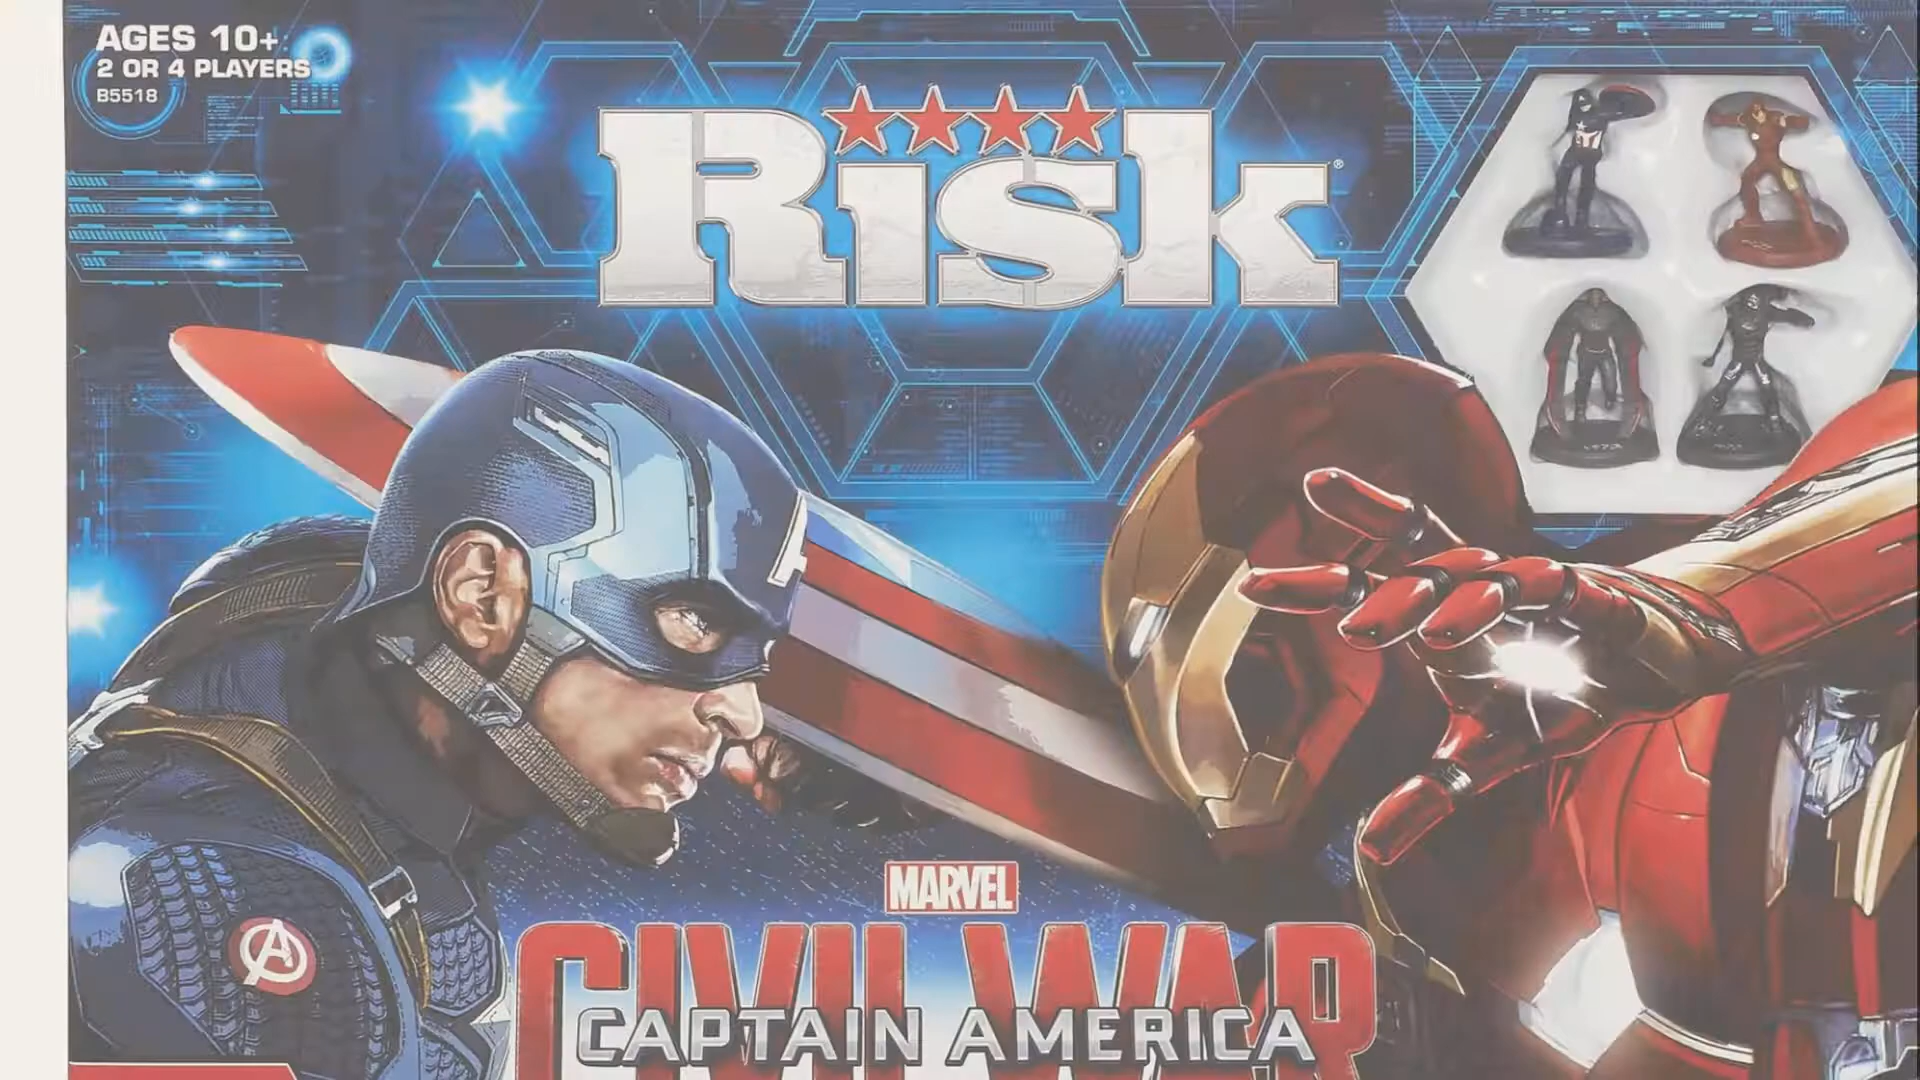 AGES 10+
2 OR 4 PLAYERS
B5518
RISK®
MARVEL
CIVIL WAR
CAPTAIN AMERICA